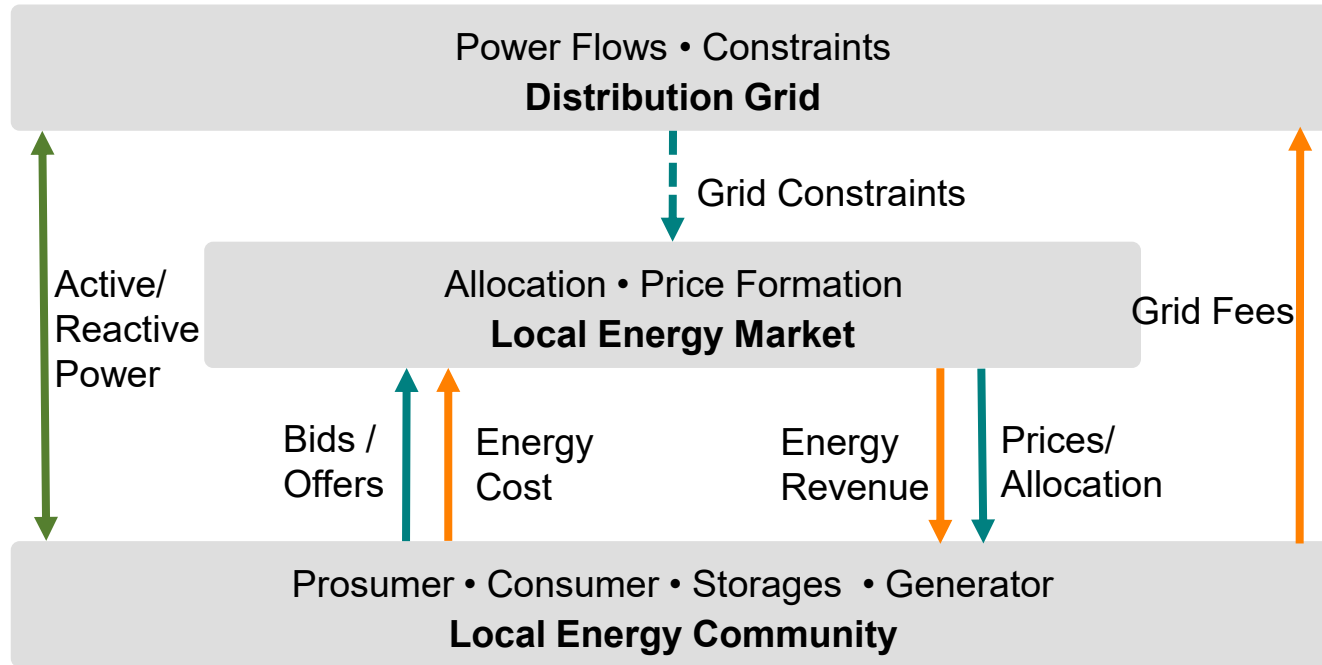 Power Flows • Constraints
Distribution Grid
Grid Constraints
Active/
Reactive
Power
Allocation • Price Formation
Local Energy Market
Grid Fees
Bids /
Offers
Energy
Cost
Energy
Revenue
Prices/
Allocation
Prosumer • Consumer • Storages • Generator
Local Energy Community